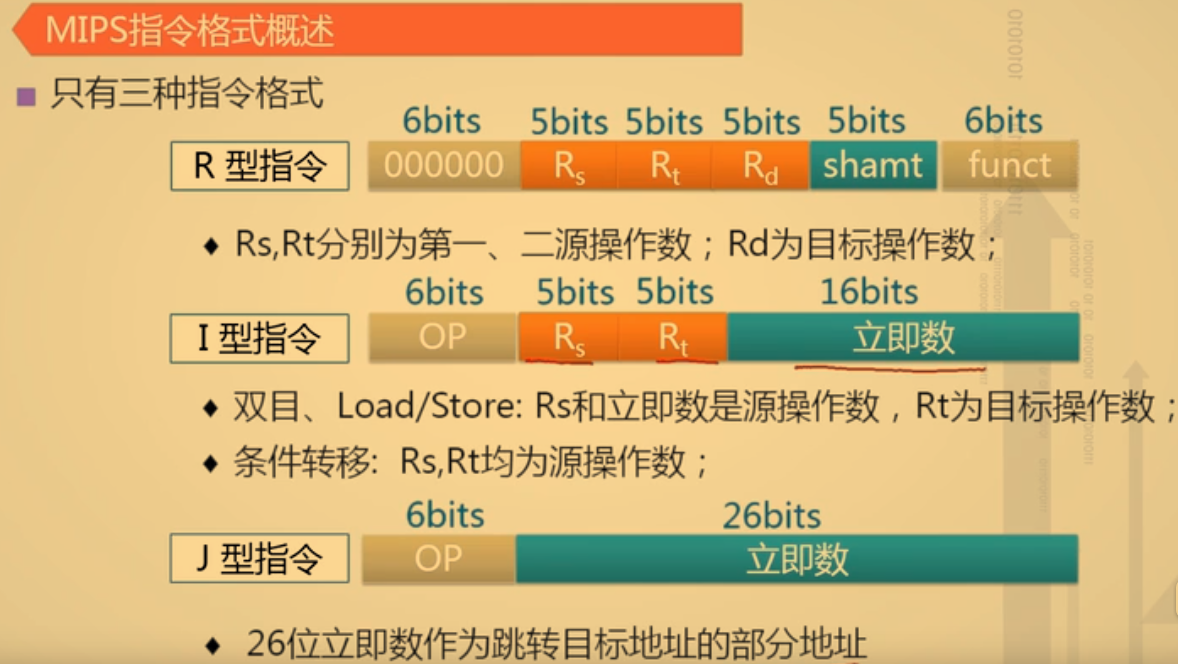 MIPS指令格式概述
■ 只有三种指令格式
6bits 5bits 5bits 5bits 5bits 6bits
R 型指令 000000 Rs Rt Rd shamt funct
♦ Rs,Rt分别为第一、二源操作数；Rd为目标操作数；
6bits 5bits 5bits 16bits
I 型指令 OP Rs Rt 立即数
♦ 双目、Load/Store: Rs和立即数是源操作数，Rt为目标操作数；
♦ 条件转移: Rs,Rt均为源操作数；
6bits 26bits
J 型指令 OP 立即数
♦ 26位立即数作为跳转目标地址的部分地址